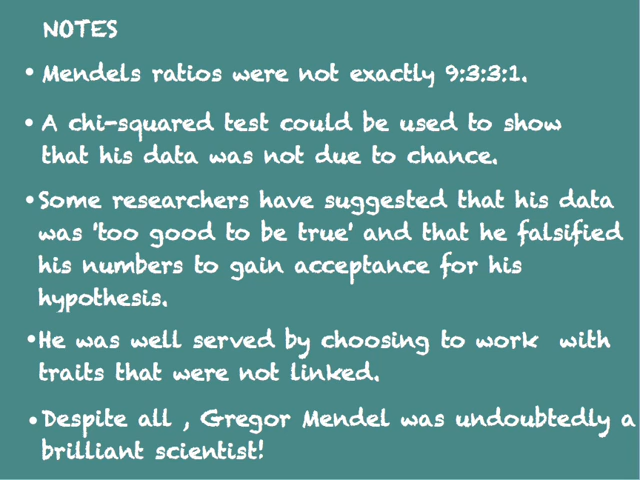 NOTES
• Mendels ratios were not exactly 9:3:3:1.
• A chi-squared test could be used to show
that his data was not due to chance.
• Some researchers have suggested that his data
was 'too good to be true' and that he falsified
his numbers to gain acceptance for his
hypothesis.
• He was well served by choosing to work with
traits that were not linked.
• Despite all , Gregor Mendel was undoubtedly a
brilliant scientist!